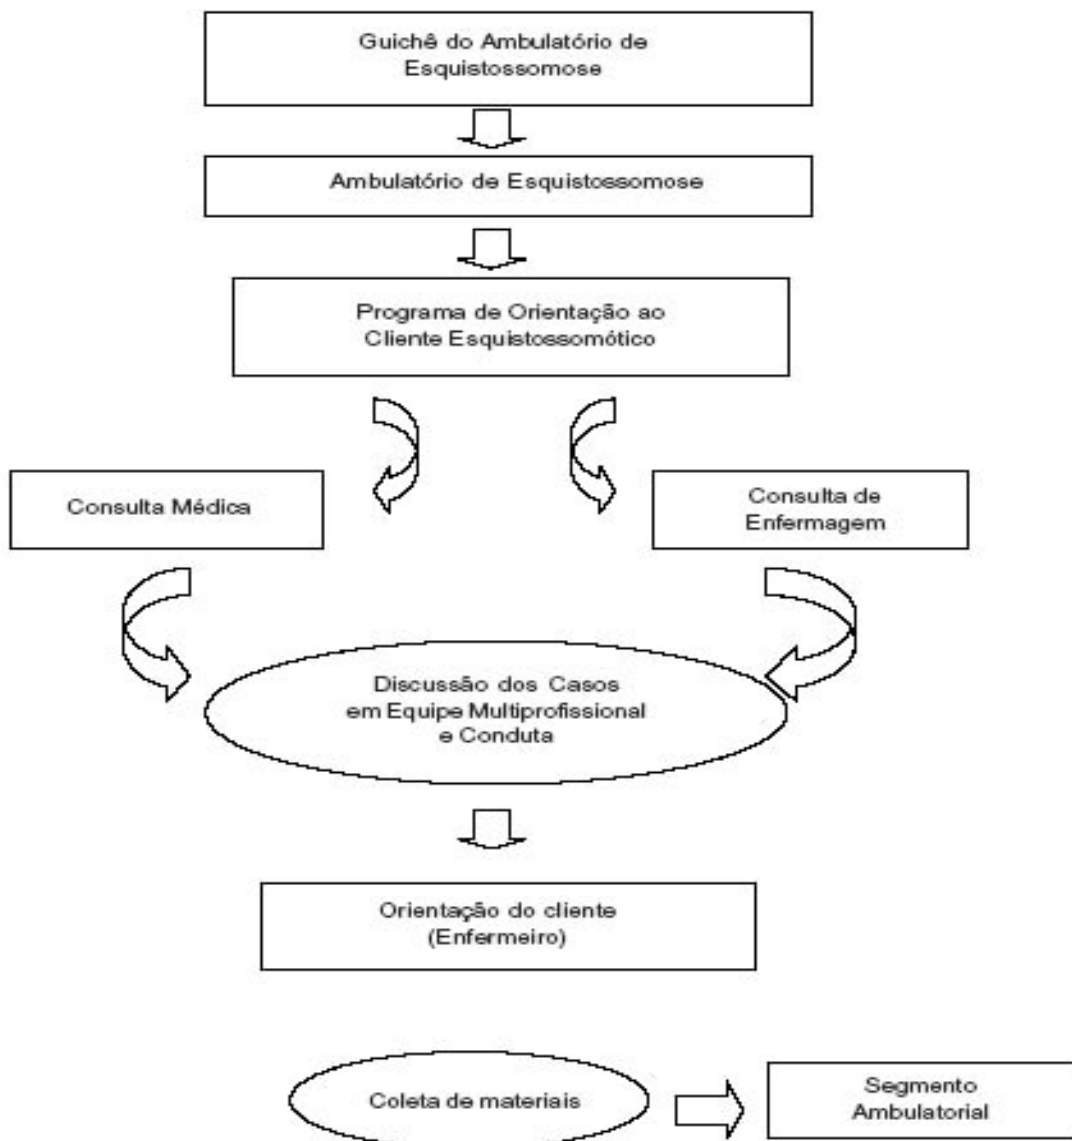 Guichê do Ambulatório de
Esquistossomose
Ambulatório de Esquistossomose
Programa de Orientação ao
Cliente Esquistossomótico
Consulta Médica
Consulta de
Enfermagem
Discussão dos Casos
em Equipe Multiprofissional
e Conduta
Orientação do cliente
(Enfermeiro)
Coleta de materiais
Segmento
Ambulatorial